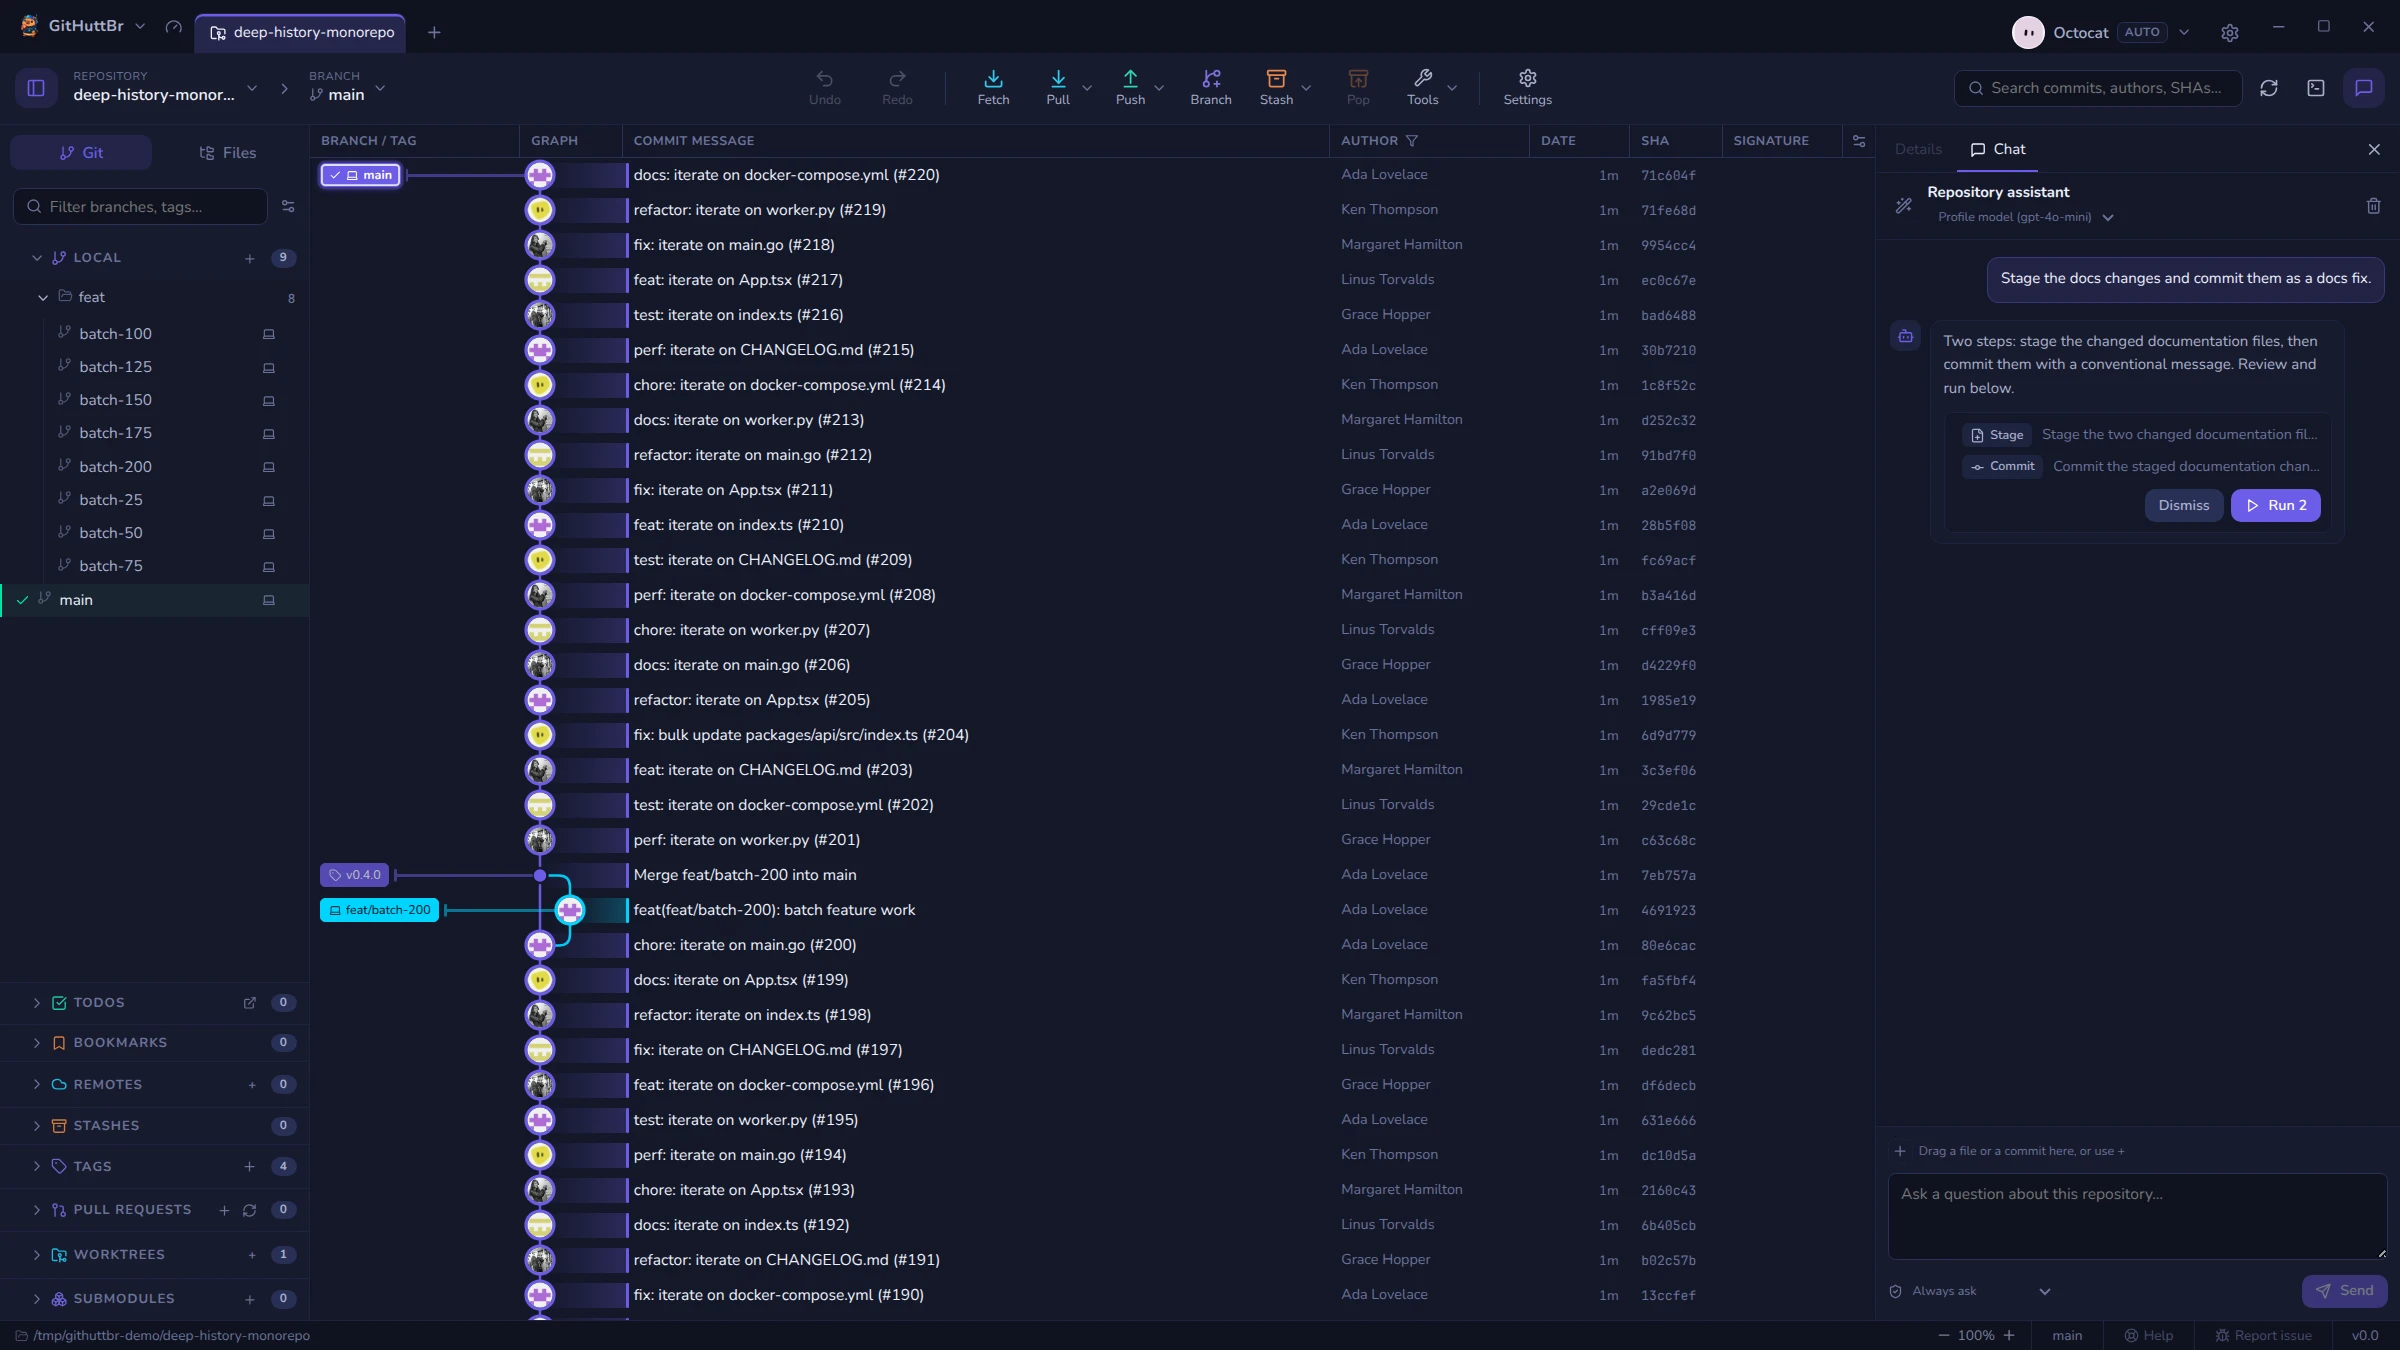 GitHuttBr
deep-history-monorepo
Octocat AUTO
REPOSITORY
deep-history-monor...
BRANCH
main
Undo
Redo
Fetch
Pull
Push
Branch
Stash
Pop
Tools
Settings
Search commits, authors, SHAs...
Git
Files
Filter branches, tags...
LOCAL 9
feat 8
batch-100
batch-125
batch-150
batch-175
batch-200
batch-25
batch-50
batch-75
main
TODOS 0
BOOKMARKS 0
REMOTES 0
STASHES 0
TAGS 4
PULL REQUESTS 0
WORKTREES 1
SUBMODULES 0
BRANCH / TAG GRAPH COMMIT MESSAGE AUTHOR DATE SHA SIGNATURE
main docs: iterate on docker-compose.yml (#220) Ada Lovelace 1m 71c604f
refactor: iterate on worker.py (#219) Ken Thompson 1m 71fe68d
fix: iterate on main.go (#218) Margaret Hamilton 1m 9954cc4
feat: iterate on App.tsx (#217) Linus Torvalds 1m ec0c67e
test: iterate on index.ts (#216) Grace Hopper 1m bad6488
perf: iterate on CHANGELOG.md (#215) Ada Lovelace 1m 30b7210
chore: iterate on docker-compose.yml (#214) Ken Thompson 1m 1c8f52c
docs: iterate on worker.py (#213) Margaret Hamilton 1m d252c32
refactor: iterate on main.go (#212) Linus Torvalds 1m 91bd7f0
fix: iterate on App.tsx (#211) Grace Hopper 1m a2e069d
feat: iterate on index.ts (#210) Ada Lovelace 1m 28b5f08
test: iterate on CHANGELOG.md (#209) Ken Thompson 1m fc69acf
perf: iterate on docker-compose.yml (#208) Margaret Hamilton 1m b3a416d
chore: iterate on worker.py (#207) Linus Torvalds 1m cff09e3
docs: iterate on main.go (#206) Grace Hopper 1m d4229f0
refactor: iterate on App.tsx (#205) Ada Lovelace 1m 1985e19
fix: bulk update packages/api/src/index.ts (#204) Ken Thompson 1m 6d9d779
feat: iterate on CHANGELOG.md (#203) Margaret Hamilton 1m 3c3ef06
test: iterate on docker-compose.yml (#202) Linus Torvalds 1m 29cde1c
perf: iterate on worker.py (#201) Grace Hopper 1m c63c68c
v0.4.0 Merge feat/batch-200 into main Ada Lovelace 1m 7eb757a
feat/batch-200 feat(feat/batch-200): batch feature work Ada Lovelace 1m 4691923
chore: iterate on main.go (#200) Ada Lovelace 1m 80e6cac
docs: iterate on App.tsx (#199) Ken Thompson 1m fa5fbf4
refactor: iterate on index.ts (#198) Margaret Hamilton 1m 9c62bc5
fix: iterate on CHANGELOG.md (#197) Linus Torvalds 1m dedc281
feat: iterate on docker-compose.yml (#196) Grace Hopper 1m df6decb
test: iterate on worker.py (#195) Ada Lovelace 1m 631e666
perf: iterate on main.go (#194) Ken Thompson 1m dc10d5a
chore: iterate on App.tsx (#193) Margaret Hamilton 1m 2160c43
docs: iterate on index.ts (#192) Linus Torvalds 1m 6b405cb
refactor: iterate on CHANGELOG.md (#191) Grace Hopper 1m b02c57b
fix: iterate on docker-compose.yml (#190) Ada Lovelace 1m 13ccfef
Details
Chat
Repository assistant
Profile model (gpt-4o-mini)
Stage the docs changes and commit them as a docs fix.
Two steps: stage the changed documentation files, then
commit them with a conventional message. Review and
run below.
Stage Stage the two changed documentation fil...
Commit Commit the staged documentation chan...
Dismiss
Run 2
Drag a file or a commit here, or use +
Ask a question about this repository...
Always ask
Send
/tmp/githuttbr-demo/deep-history-monorepo
100%
main
Help
Report issue
v0.0